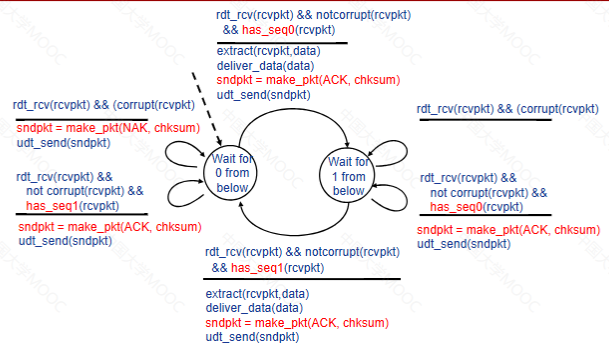 rdt_rcv(rcvpkt) && notcorrupt(rcvpkt)
&& has_seq0(rcvpkt)
extract(rcvpkt,data)
deliver_data(data)
sndpkt = make_pkt(ACK, chksum)
udt_send(sndpkt)
rdt_rcv(rcvpkt) && (corrupt(rcvpkt)
sndpkt = make_pkt(NAK, chksum)
udt_send(sndpkt)
rdt_rcv(rcvpkt) &&
not corrupt(rcvpkt) &&
has_seq1(rcvpkt)
sndpkt = make_pkt(ACK, chksum)
udt_send(sndpkt)
Wait for
0 from
below
Wait for
1 from
below
rdt_rcv(rcvpkt) && (corrupt(rcvpkt)
rdt_rcv(rcvpkt) &&
not corrupt(rcvpkt) &&
has_seq0(rcvpkt)
sndpkt = make_pkt(ACK, chksum)
udt_send(sndpkt)
rdt_rcv(rcvpkt) && notcorrupt(rcvpkt)
&& has_seq1(rcvpkt)
extract(rcvpkt,data)
deliver_data(data)
sndpkt = make_pkt(ACK, chksum)
udt_send(sndpkt)